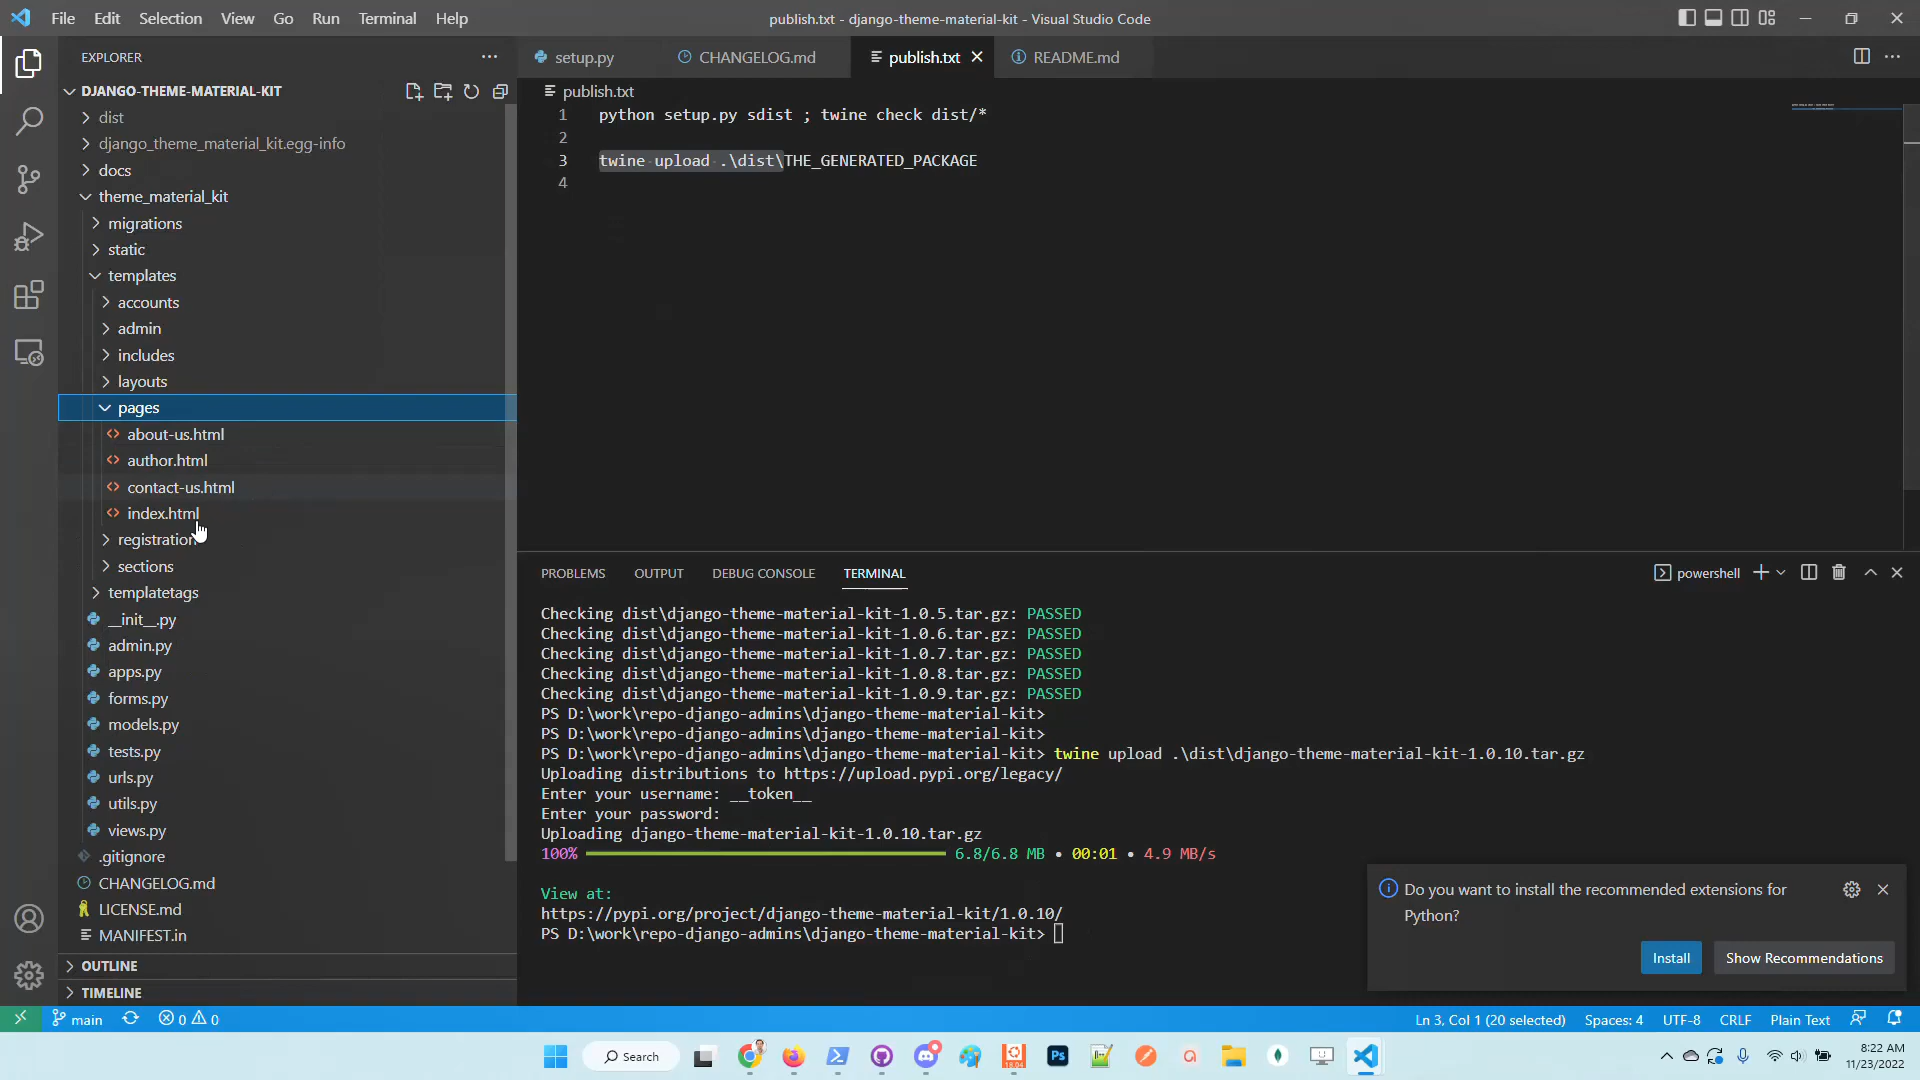 File Edit Selection View Go Run Terminal Help
publish.txt - django-theme-material-kit - Visual Studio Code
EXPLORER
DJANGO-THEME-MATERIAL-KIT
dist
django_theme_material_kit.egg-info
docs
theme_material_kit
migrations
static
templates
accounts
admin
includes
layouts
pages
about-us.html
author.html
contact-us.html
index.html
registration
sections
templatetags
__init__.py
admin.py
apps.py
forms.py
models.py
tests.py
urls.py
utils.py
views.py
.gitignore
CHANGELOG.md
LICENSE.md
MANIFEST.in
OUTLINE
TIMELINE
setup.py CHANGELOG.md publish.txt README.md
publish.txt
1 python setup.py sdist ; twine check dist/*
2
3 twine upload .\dist\THE_GENERATED_PACKAGE
4
PROBLEMS OUTPUT DEBUG CONSOLE TERMINAL
powershell
Checking dist\django-theme-material-kit-1.0.5.tar.gz: PASSED
Checking dist\django-theme-material-kit-1.0.6.tar.gz: PASSED
Checking dist\django-theme-material-kit-1.0.7.tar.gz: PASSED
Checking dist\django-theme-material-kit-1.0.8.tar.gz: PASSED
Checking dist\django-theme-material-kit-1.0.9.tar.gz: PASSED
PS D:\work\repo-django-admins\django-theme-material-kit>
PS D:\work\repo-django-admins\django-theme-material-kit>
PS D:\work\repo-django-admins\django-theme-material-kit> twine upload .\dist\django-theme-material-kit-1.0.10.tar.gz
Uploading distributions to https://upload.pypi.org/legacy/
Enter your username: __token__
Enter your password:
Uploading django-theme-material-kit-1.0.10.tar.gz
100% 6.8/6.8 MB • 00:01 • 4.9 MB/s
View at:
https://pypi.org/project/django-theme-material-kit/1.0.10/
PS D:\work\repo-django-admins\django-theme-material-kit>
Do you want to install the recommended extensions for
Python?
Install
Show Recommendations
main
0 0
Ln 3, Col 1 (20 selected)
Spaces: 4
UTF-8
CRLF
Plain Text
Search
Ps
8:22 AM
11/23/2022